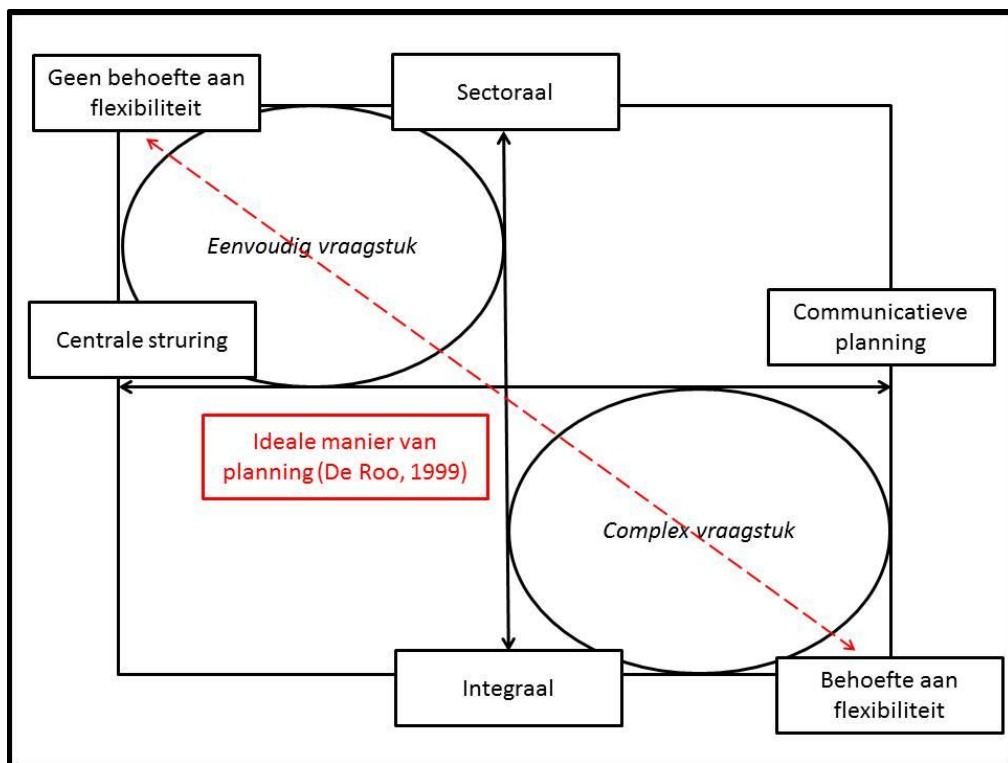 Geen behoefte aan
flexibiliteit
Sectoraal
Eenvoudig vraagstuk
Centrale struring
Communicatieve
planning
Ideale manier van
planning (De Roo, 1999)
Complex vraagstuk
Integraal
Behoefte aan
flexibiliteit